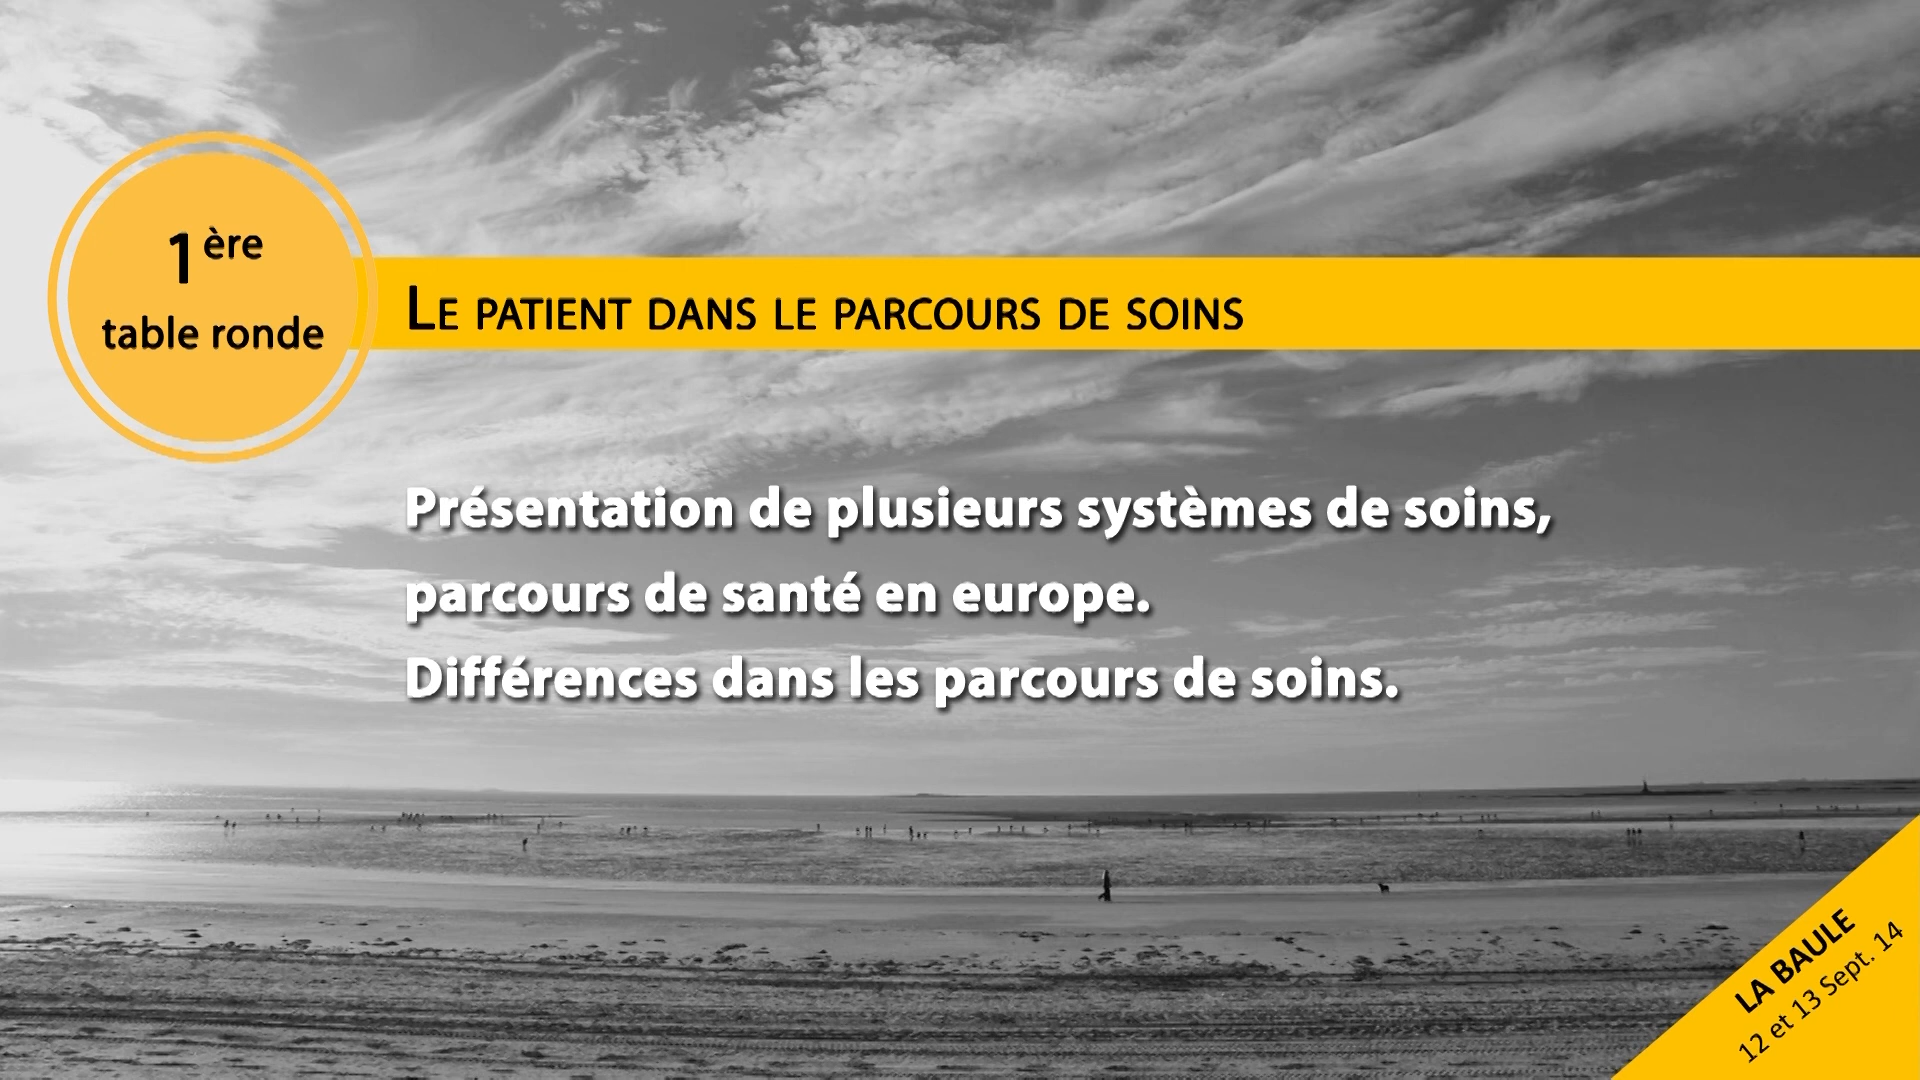 1ère
table ronde
Le patient dans le parcours de soins
Présentation de plusieurs systèmes de soins,
parcours de santé en europe.
Différences dans les parcours de soins.
LA BAULE
12 et 13 Sept. 14